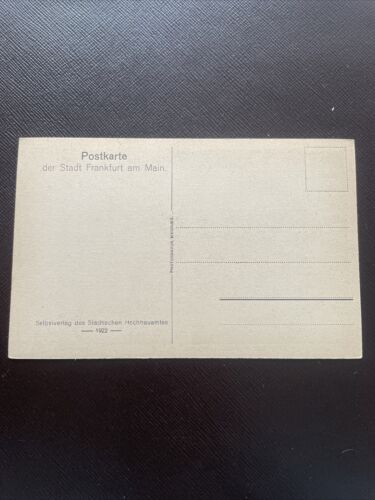 Postkarte
der Stadt Frankfurt am Main.
Selbstverlag des Städtischen Hochbauamtes
— 1922 —